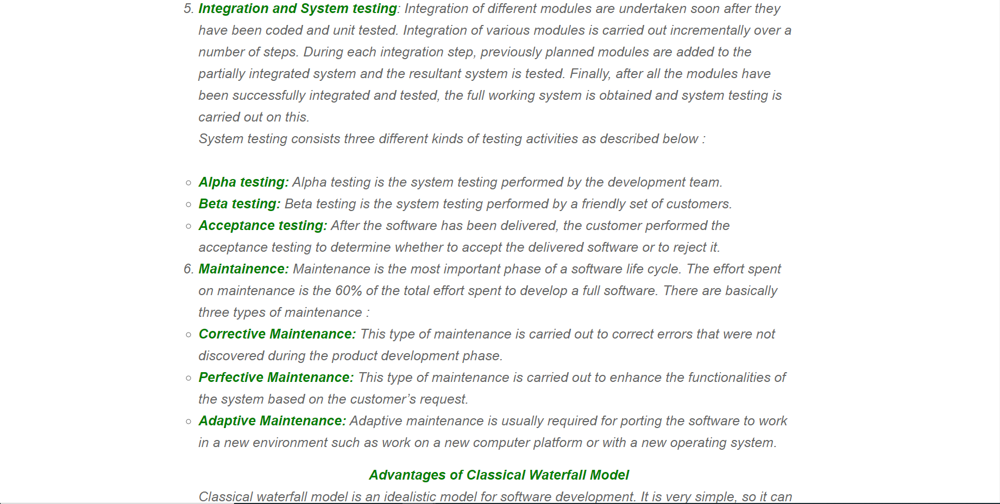 5. Integration and System testing: Integration of different modules are undertaken soon after they
have been coded and unit tested. Integration of various modules is carried out incrementally over a
number of steps. During each integration step, previously planned modules are added to the
partially integrated system and the resultant system is tested. Finally, after all the modules have
been successfully integrated and tested, the full working system is obtained and system testing is
carried out on this.
System testing consists three different kinds of testing activities as described below :
Alpha testing: Alpha testing is the system testing performed by the development team.
Beta testing: Beta testing is the system testing performed by a friendly set of customers.
Acceptance testing: After the software has been delivered, the customer performed the
acceptance testing to determine whether to accept the delivered software or to reject it.
6. Maintainence: Maintenance is the most important phase of a software life cycle. The effort spent
on maintenance is the 60% of the total effort spent to develop a full software. There are basically
three types of maintenance :
Corrective Maintenance: This type of maintenance is carried out to correct errors that were not
discovered during the product development phase.
Perfective Maintenance: This type of maintenance is carried out to enhance the functionalities of
the system based on the customer’s request.
Adaptive Maintenance: Adaptive maintenance is usually required for porting the software to work
in a new environment such as work on a new computer platform or with a new operating system.
Advantages of Classical Waterfall Model
Classical waterfall model is an idealistic model for software development. It is very simple, so it can